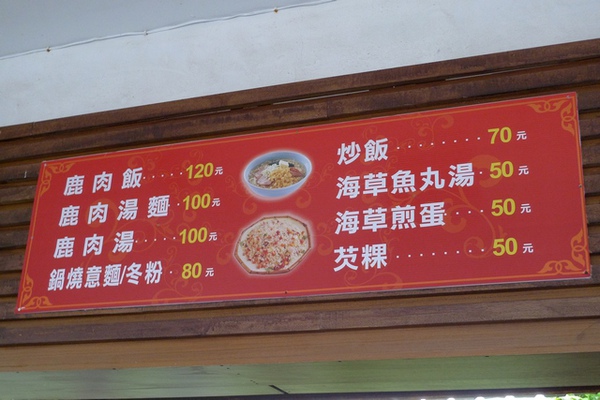 鹿肉飯......120元
鹿肉湯麵...100元
鹿肉湯......100元
鍋燒意麵/冬粉.80元
炒飯...........70元
海草魚丸湯.50元
海草煎蛋....50元
芡粿.........50元